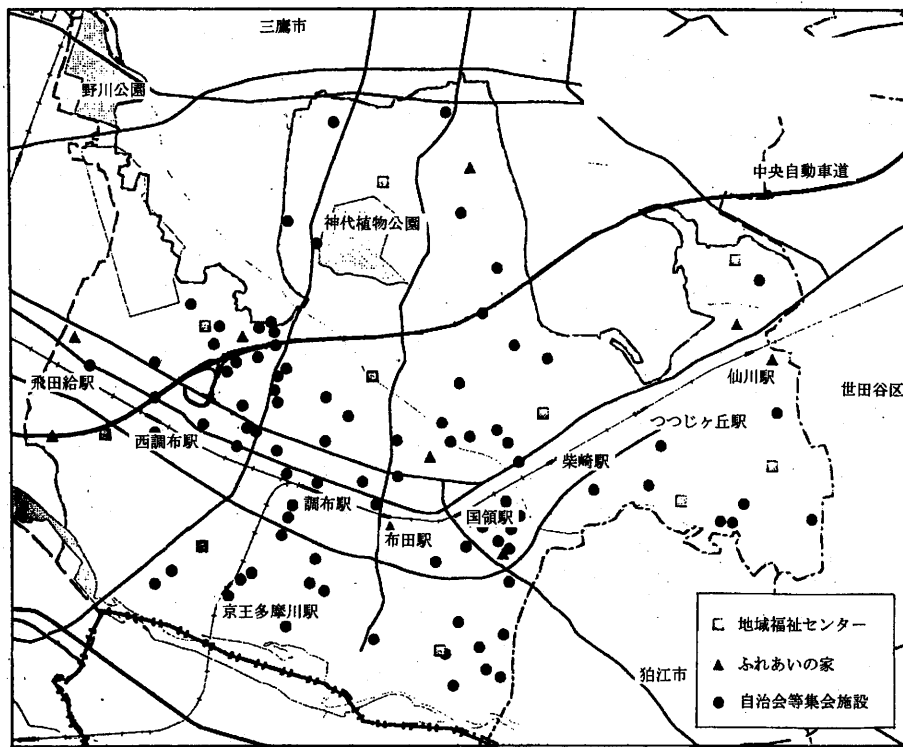 三鷹市
野川公園
中央自動車道
神代植物公園
飛田給駅
仙川駅
世田谷区
西調布駅
つつじヶ丘駅
柴崎駅
調布駅
国領駅
布田駅
京王多摩川駅
狛江市
地域福祉センター
ふれあいの家
自治会等集会施設